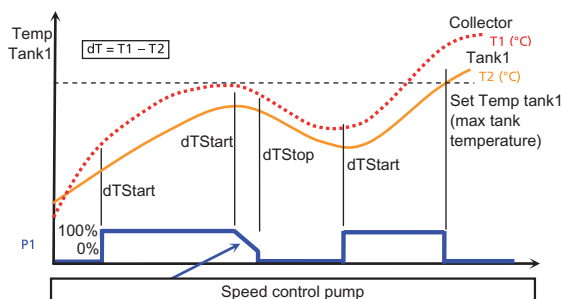 Temp
Tank1
dT = T1 – T2
Collector
T1 (°C)
Tank1
T2 (°C)
Set Temp tank1
(max tank
temperature)
dTStart
dTStop
dTStart
dTStart
P1
100%
0%
Speed control pump